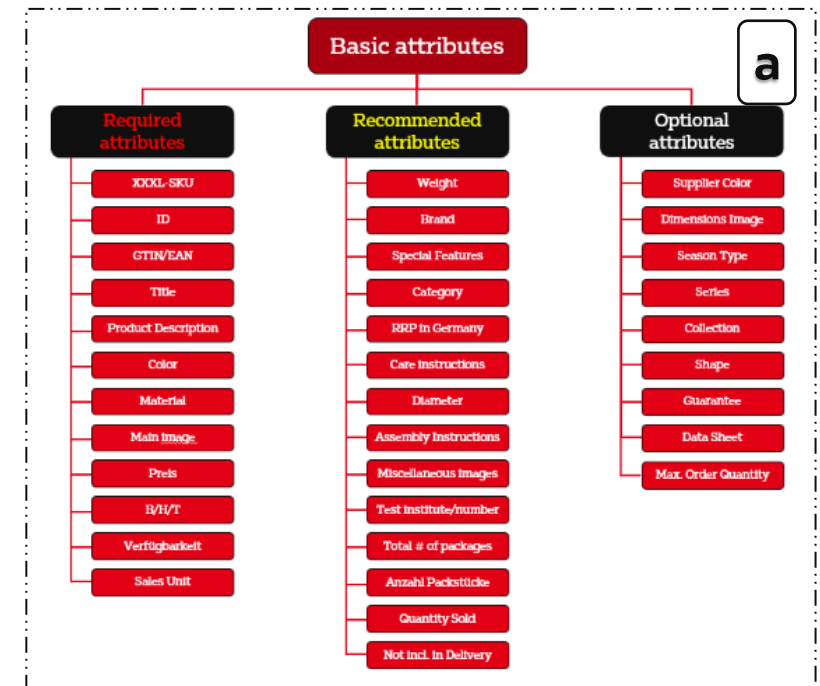 Basic attributes
a
Required
attributes
XXXL-SKU
ID
GTIN/EAN
Title
Product Description
Color
Material
Main image
Preis
B/H/T
Verfügbarkeit
Sales Unit
Recommended
attributes
Weight
Brand
Special Features
Category
RRP in Germany
Care instructions
Diameter
Assembly Instructions
Miscellaneous images
Test institute/number
Total # of packages
Anzahl Packstücke
Quantity Sold
Not incl. in Delivery
Optional
attributes
Supplier Color
Dimensions Image
Season Type
Series
Collection
Shape
Guarantee
Data Sheet
Max. Order Quantity